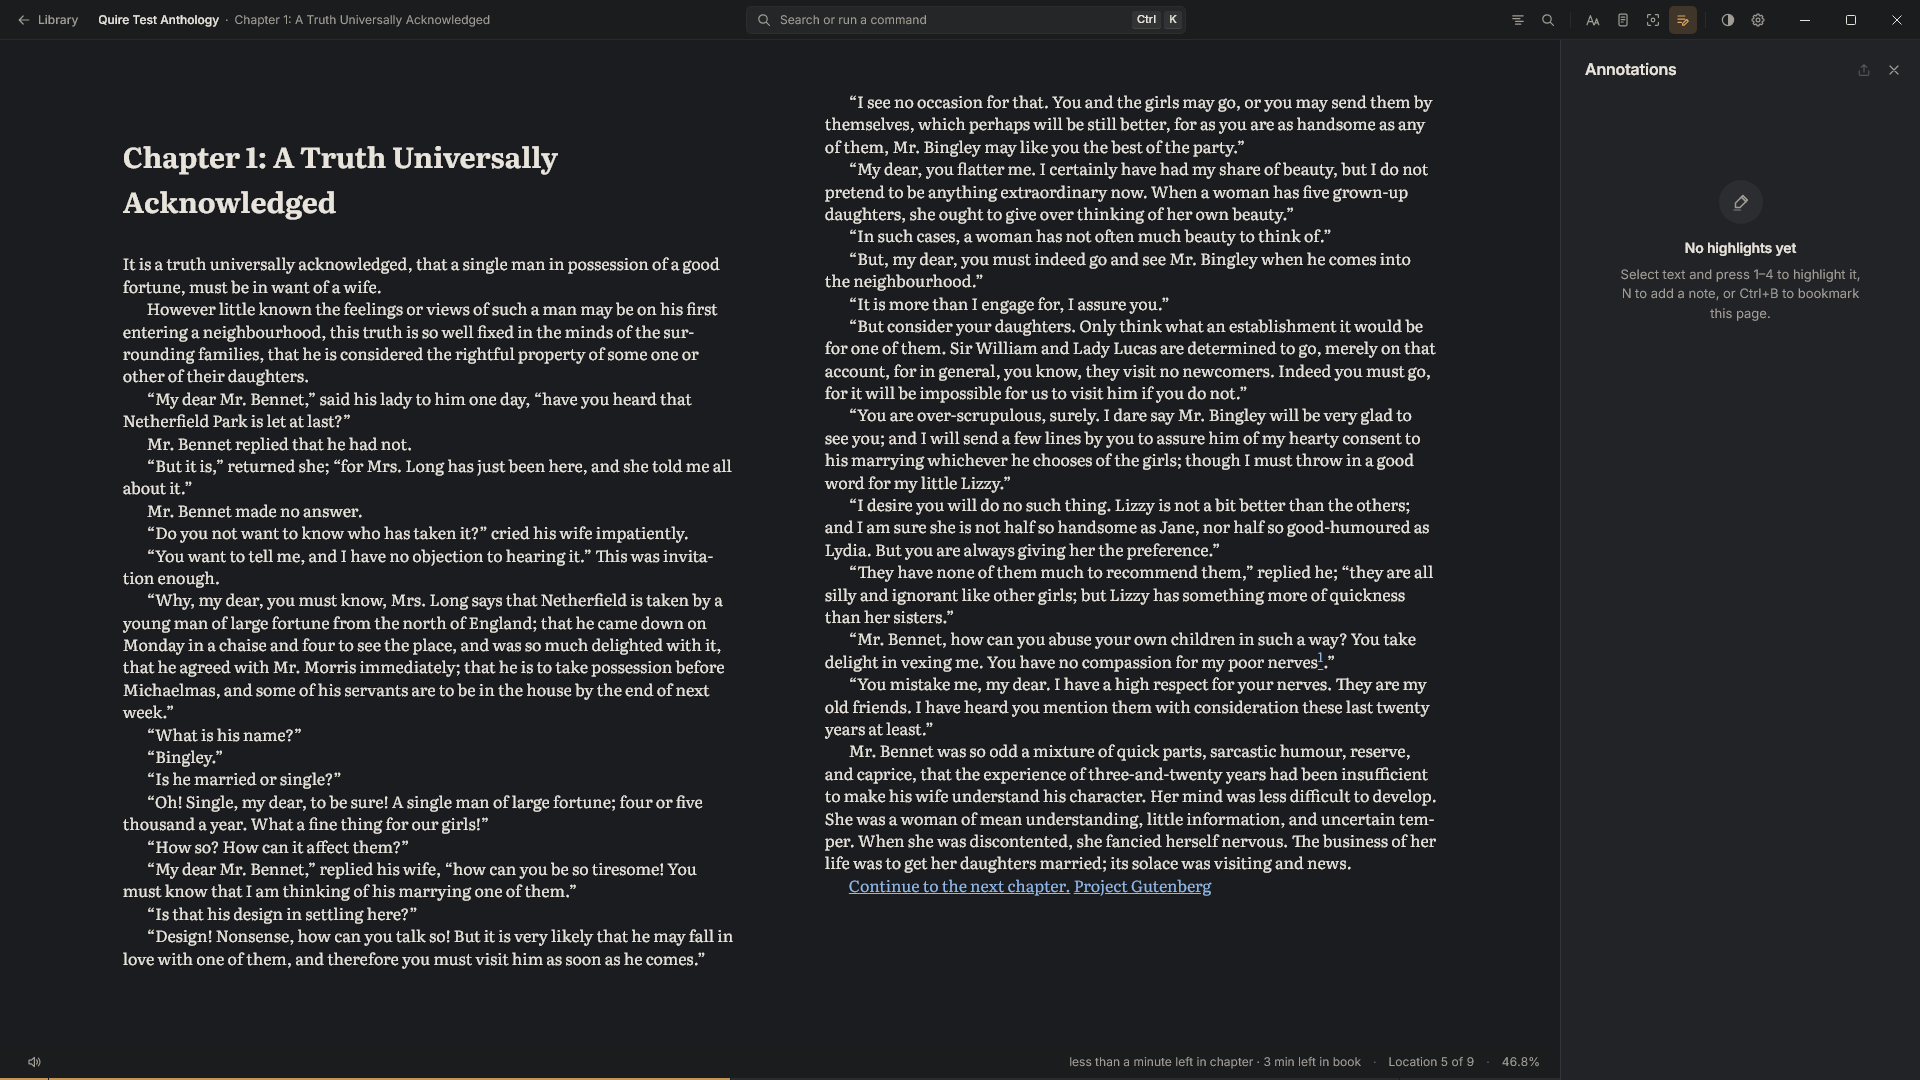 Library
Quire Test Anthology · Chapter 1: A Truth Universally Acknowledged
Search or run a command
Ctrl K
Chapter 1: A Truth Universally
Acknowledged
It is a truth universally acknowledged, that a single man in possession of a good
fortune, must be in want of a wife.
However little known the feelings or views of such a man may be on his first
entering a neighbourhood, this truth is so well fixed in the minds of the sur-
rounding families, that he is considered the rightful property of some one or
other of their daughters.
“My dear Mr. Bennet,” said his lady to him one day, “have you heard that
Netherfield Park is let at last?”
Mr. Bennet replied that he had not.
“But it is,” returned she; “for Mrs. Long has just been here, and she told me all
about it.”
Mr. Bennet made no answer.
“Do you not want to know who has taken it?” cried his wife impatiently.
“You want to tell me, and I have no objection to hearing it.” This was invita-
tion enough.
“Why, my dear, you must know, Mrs. Long says that Netherfield is taken by a
young man of large fortune from the north of England; that he came down on
Monday in a chaise and four to see the place, and was so much delighted with it,
that he agreed with Mr. Morris immediately; that he is to take possession before
Michaelmas, and some of his servants are to be in the house by the end of next
week.”
“What is his name?”
“Bingley.”
“Is he married or single?”
“Oh! Single, my dear, to be sure! A single man of large fortune; four or five
thousand a year. What a fine thing for our girls!”
“How so? How can it affect them?”
“My dear Mr. Bennet,” replied his wife, “how can you be so tiresome! You
must know that I am thinking of his marrying one of them.”
“Is that his design in settling here?”
“Design! Nonsense, how can you talk so! But it is very likely that he may fall in
love with one of them, and therefore you must visit him as soon as he comes.”
“I see no occasion for that. You and the girls may go, or you may send them by
themselves, which perhaps will be still better, for as you are as handsome as any
of them, Mr. Bingley may like you the best of the party.”
“My dear, you flatter me. I certainly have had my share of beauty, but I do not
pretend to be anything extraordinary now. When a woman has five grown-up
daughters, she ought to give over thinking of her own beauty.”
“In such cases, a woman has not often much beauty to think of.”
“But, my dear, you must indeed go and see Mr. Bingley when he comes into
the neighbourhood.”
“It is more than I engage for, I assure you.”
“But consider your daughters. Only think what an establishment it would be
for one of them. Sir William and Lady Lucas are determined to go, merely on that
account, for in general, you know, they visit no newcomers. Indeed you must go,
for it will be impossible for us to visit him if you do not.”
“You are over-scrupulous, surely. I dare say Mr. Bingley will be very glad to
see you; and I will send a few lines by you to assure him of my hearty consent to
his marrying whichever he chooses of the girls; though I must throw in a good
word for my little Lizzy.”
“I desire you will do no such thing. Lizzy is not a bit better than the others;
and I am sure she is not half so handsome as Jane, nor half so good-humoured as
Lydia. But you are always giving her the preference.”
“They have none of them much to recommend them,” replied he; “they are all
silly and ignorant like other girls; but Lizzy has something more of quickness
than her sisters.”
“Mr. Bennet, how can you abuse your own children in such a way? You take
delight in vexing me. You have no compassion for my poor nerves1.”
“You mistake me, my dear. I have a high respect for your nerves. They are my
old friends. I have heard you mention them with consideration these last twenty
years at least.”
Mr. Bennet was so odd a mixture of quick parts, sarcastic humour, reserve,
and caprice, that the experience of three-and-twenty years had been insufficient
to make his wife understand his character. Her mind was less difficult to develop.
She was a woman of mean understanding, little information, and uncertain tem-
per. When she was discontented, she fancied herself nervous. The business of her
life was to get her daughters married; its solace was visiting and news.
Continue to the next chapter. Project Gutenberg
Annotations
No highlights yet
Select text and press 1–4 to highlight it,
N to add a note, or Ctrl+B to bookmark
this page.
less than a minute left in chapter · 3 min left in book · Location 5 of 9 · 46.8%